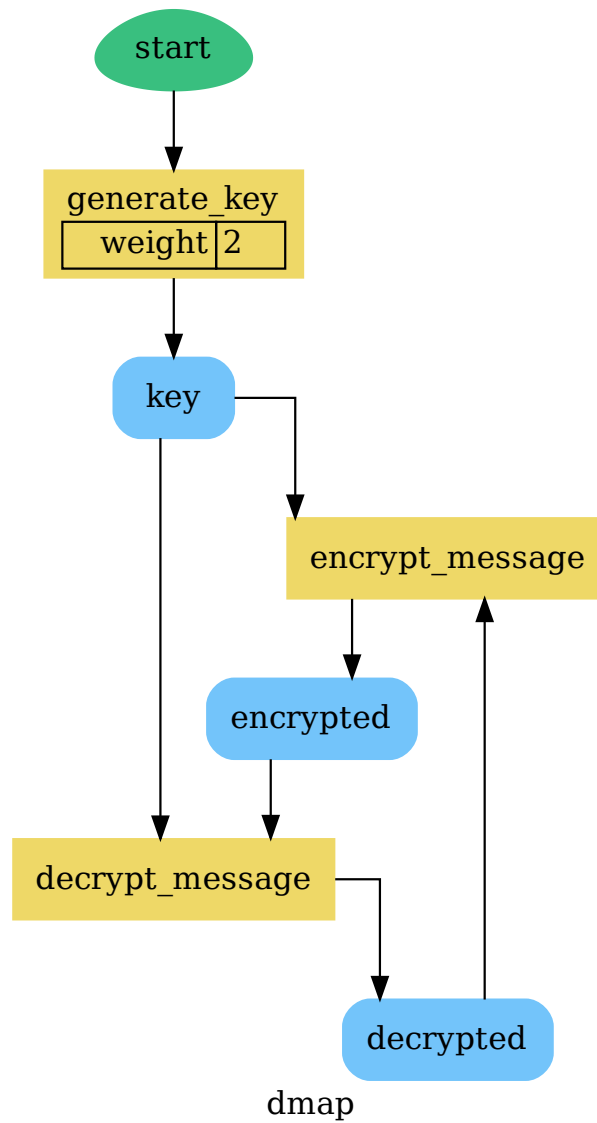 start
generate_key
weight 2
key
encrypt_message
encrypted
decrypt_message
decrypted
dmap